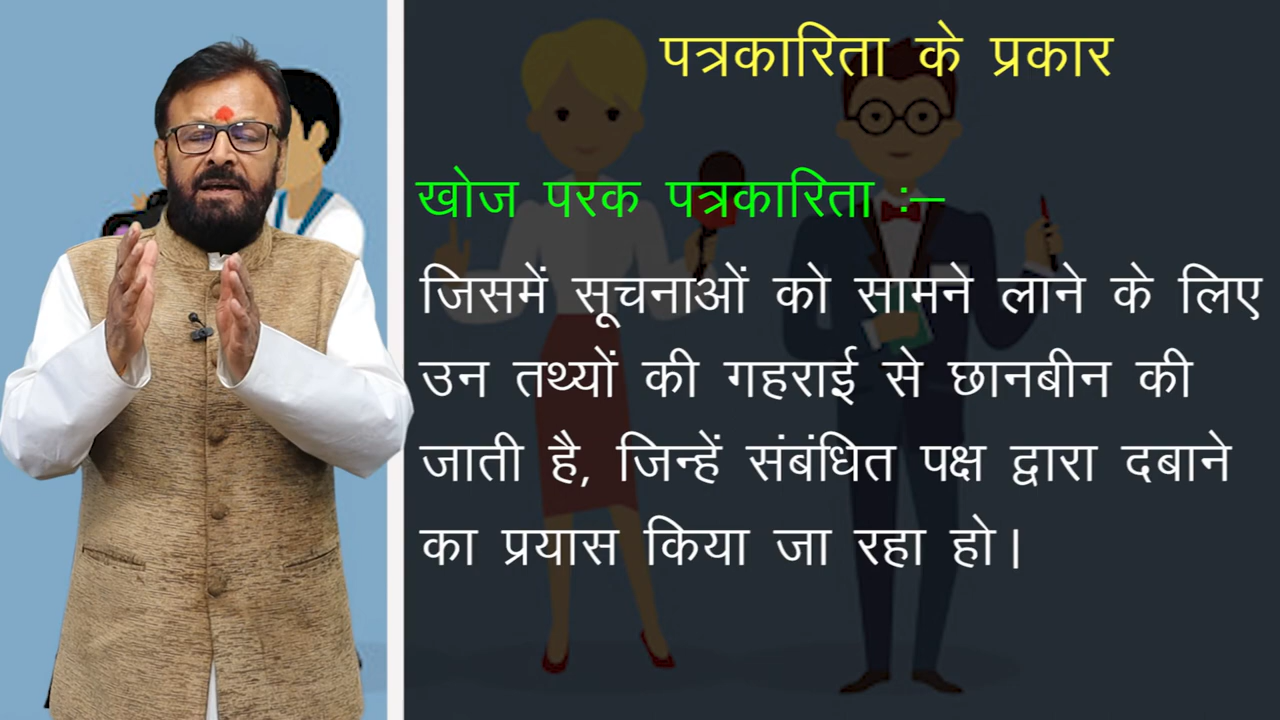 पत्रकारिता के प्रकार
खोज परक पत्रकारिता :–
जिसमें सूचनाओं को सामने लाने के लिए
उन तथ्यों की गहराई से छानबीन की
जाती है, जिन्हें संबंधित पक्ष द्वारा दबाने
का प्रयास किया जा रहा हो।